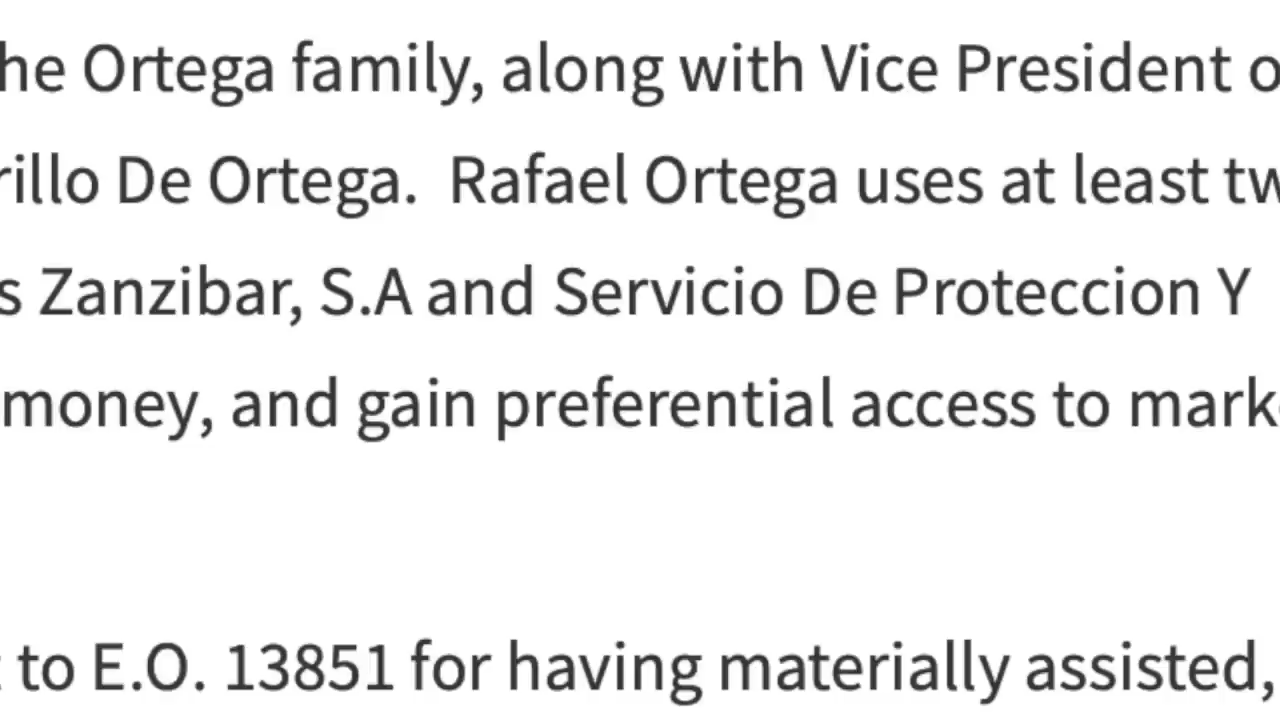 he Ortega family, along with Vice President o
rillo De Ortega.  Rafael Ortega uses at least tw
s Zanzibar, S.A and Servicio De Proteccion Y
money, and gain preferential access to mark
to E.O. 13851 for having materially assisted,